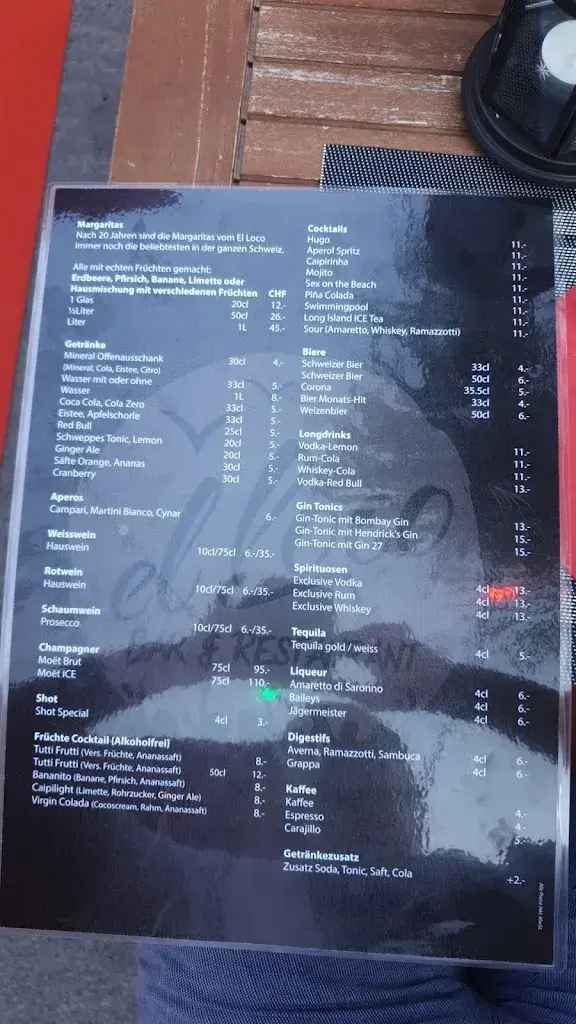 Margaritas
Nach 20 Jahren sind die Margaritas vom El Loco
immer noch die beliebtesten in der ganzen Schweiz.
Alle mit echten Früchten gemacht:
Erdbeere, Pfirsich, Banane, Limette oder
Hausmischung mit verschiedenen Früchten CHF
1 Glas 20cl 12.-
½Liter 50cl 26.-
Liter 1L 45.-
Getränke
Mineral Offenausschank 30cl 4.-
(Mineral, Cola, Eistee, Citro)
Wasser mit oder ohne 33cl 5.-
Wasser 1L 8.-
Coca Cola, Cola Zero 33cl 5.-
Eistee, Apfelschorle 33cl 5.-
Red Bull 25cl 5.-
Schweppes Tonic, Lemon 20cl 5.-
Ginger Ale 20cl 5.-
Säfte Orange, Ananas 30cl 5.-
Cranberry 30cl 5.-
Aperos
Campari, Martini Bianco, Cynar 6.-
Weisswein
Hauswein 10cl/75cl 6.-/35.-
Rotwein
Hauswein 10cl/75cl 6.-/35.-
Schaumwein
Prosecco 10cl/75cl 6.-/35.-
Champagner
Moët Brut 75cl 95.-
Moët ICE 75cl 110.-
Shot
Shot Special 4cl 3.-
Früchte Cocktail (Alkoholfrei)
Tutti Frutti (Vers. Früchte, Ananassaft) 8.-
Tutti Frutti (Vers. Früchte, Ananassaft) 50cl 12.-
Bananito (Banane, Pfirsich, Ananassaft) 8.-
Caipilight (Limette, Rohrzucker, Ginger Ale) 8.-
Virgin Colada (Cocoscream, Rahm, Ananassaft) 8.-
Cocktails
Hugo 11.-
Aperol Spritz 11.-
Caipirinha 11.-
Mojito 11.-
Sex on the Beach 11.-
Piña Colada 11.-
Swimmingpool 11.-
Long Island ICE Tea 11.-
Sour (Amaretto, Whiskey, Ramazzotti) 11.-
Biere
Schweizer Bier 33cl 4.-
Schweizer Bier 50cl 6.-
Corona 35.5cl 5.-
Bier Monats-Hit 33cl 4.-
Weizenbier 50cl 6.-
Longdrinks
Vodka-Lemon 11.-
Rum-Cola 11.-
Whiskey-Cola 11.-
Vodka-Red Bull 13.-
Gin Tonics
Gin-Tonic mit Bombay Gin 13.-
Gin-Tonic mit Hendrick's Gin 15.-
Gin-Tonic mit Gin 27 15.-
Spirituosen
Exclusive Vodka 4cl 13.-
Exclusive Rum 4cl 13.-
Exclusive Whiskey 4cl 13.-
Tequila
Tequila gold / weiss 4cl 5.-
Liqueur
Amaretto di Saronno 4cl 6.-
Baileys 4cl 6.-
Jägermeister 4cl 6.-
Digestifs
Averna, Ramazzotti, Sambuca 4cl 6.-
Grappa 4cl 6.-
Kaffee
Kaffee 4.-
Espresso 4.-
Carajillo 5.-
Getränkezusatz
Zusatz Soda, Tonic, Saft, Cola +2.-
Alle Preise inkl. MwSt.
el loco
BAR & RESTAURANT